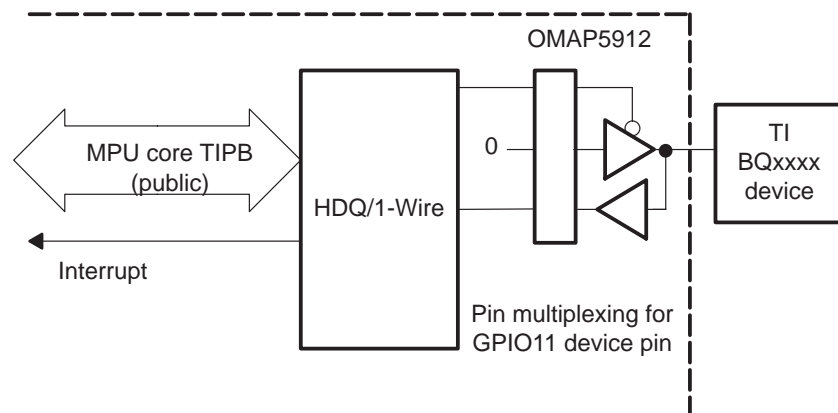 OMAP5912
MPU core TIPB
(public)
0
TI
BQxxxx
device
HDQ/1-Wire
Interrupt
Pin multiplexing for
GPIO11 device pin